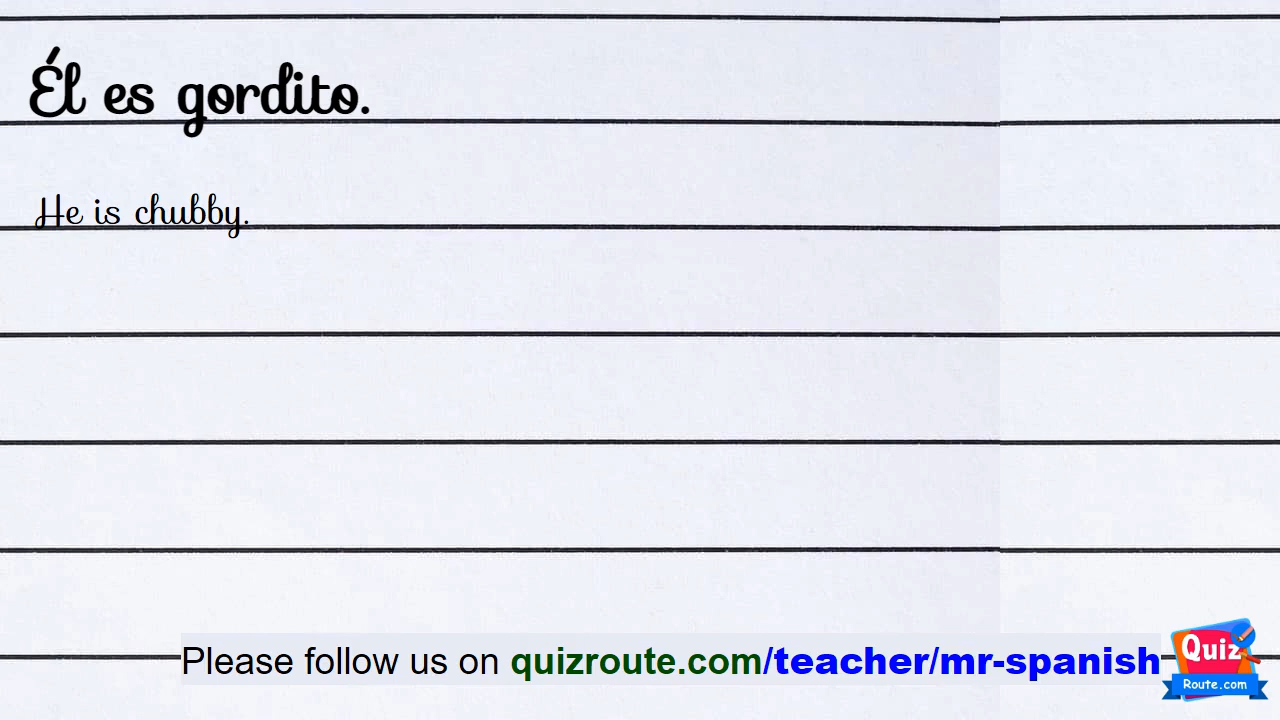 Él es gordito.
He is chubby.
Please follow us on quizroute.com/teacher/mr-spanish
Quiz
Route.com